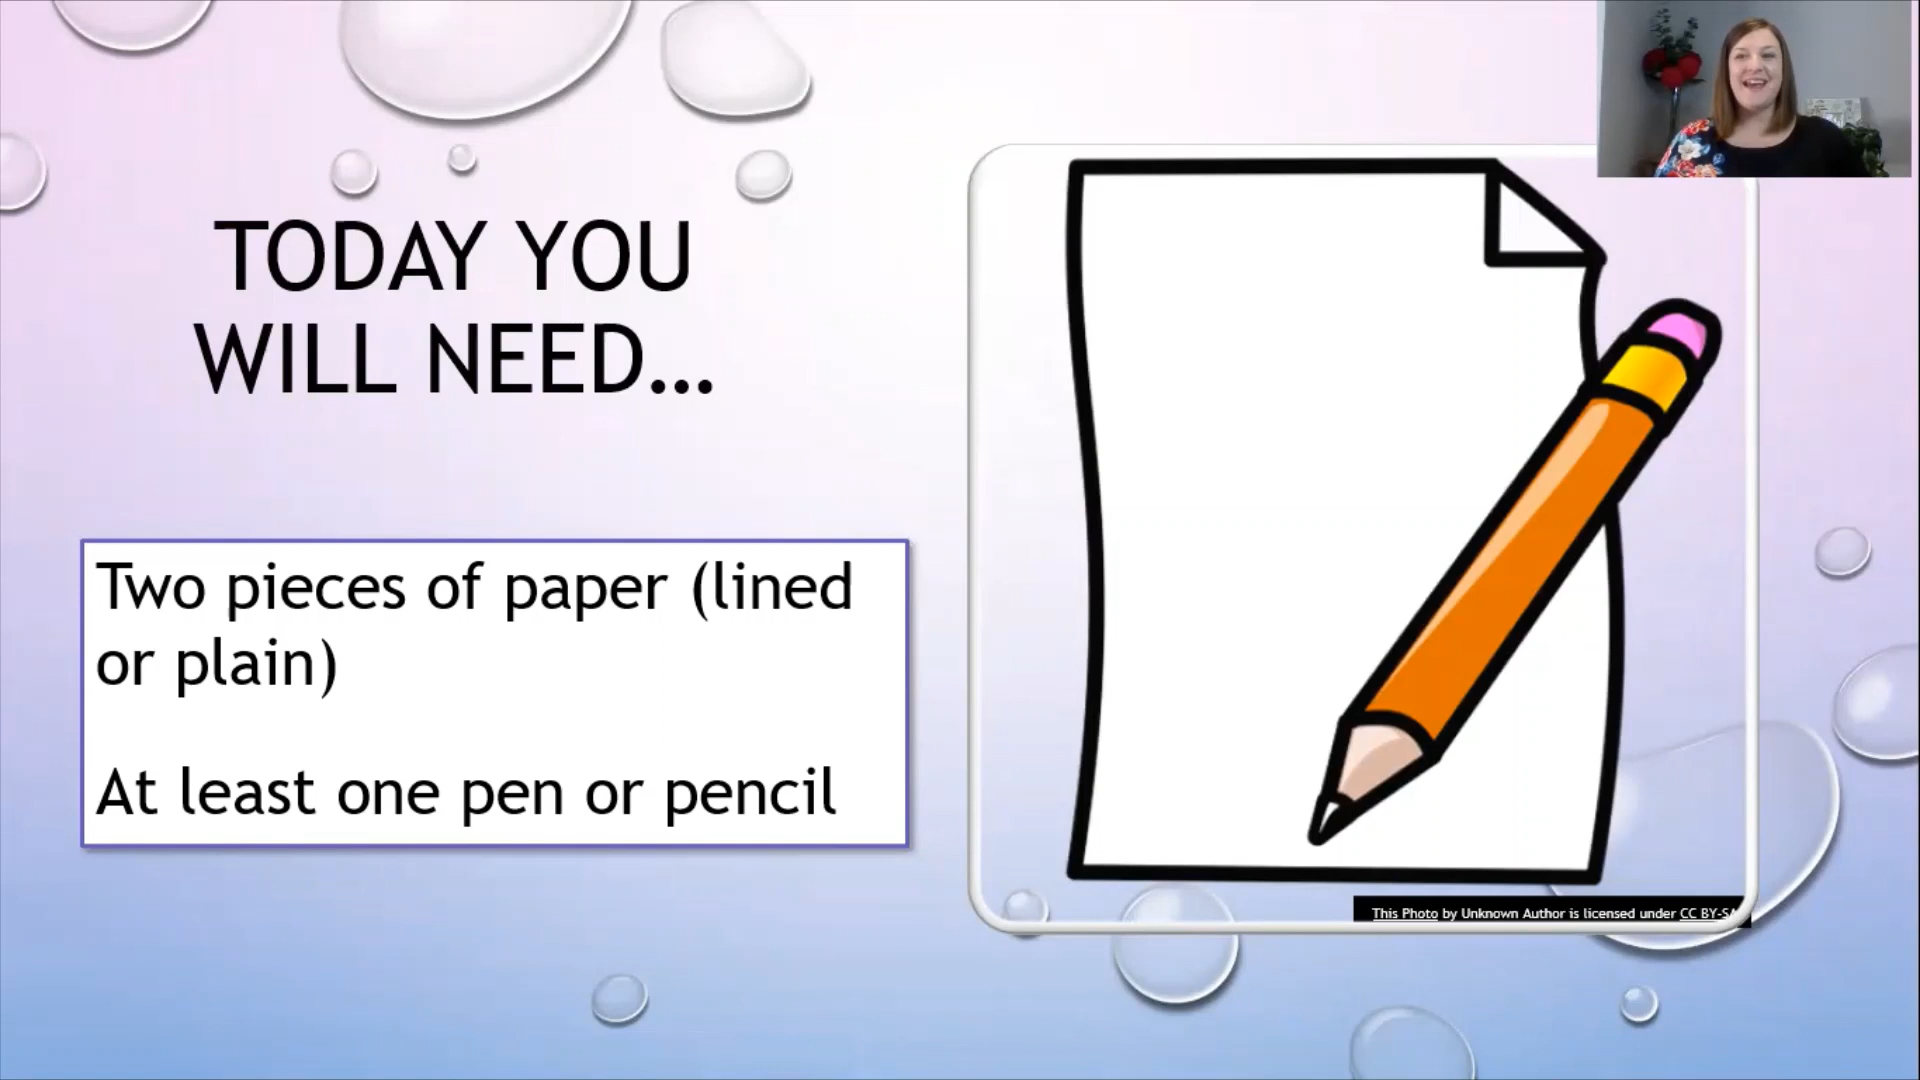 TODAY YOU
WILL NEED...
Two pieces of paper (lined
or plain)
At least one pen or pencil
This Photo by Unknown Author is licensed under CC BY-SA